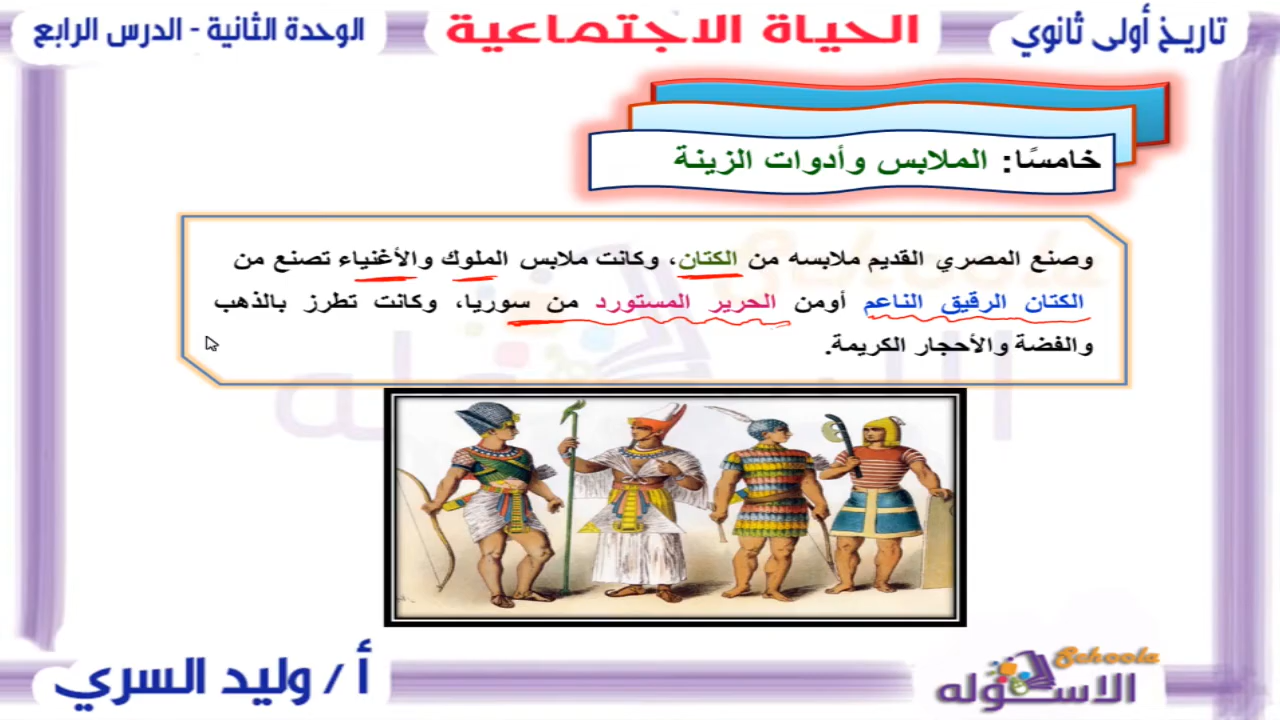 تاريخ أولى ثانوي
الحياة الاجتماعية
الوحدة الثانية - الدرس الرابع
خامسًا: الملابس وأدوات الزينة
وصنع المصري القديم ملابسه من الكتان، وكانت ملابس الملوك والأغنياء تصنع من
الكتان الرقيق الناعم أومن الحرير المستورد من سوريا، وكانت تطرز بالذهب
والفضة والأحجار الكريمة.
أ / وليد السري
Schoola
الاسكوله